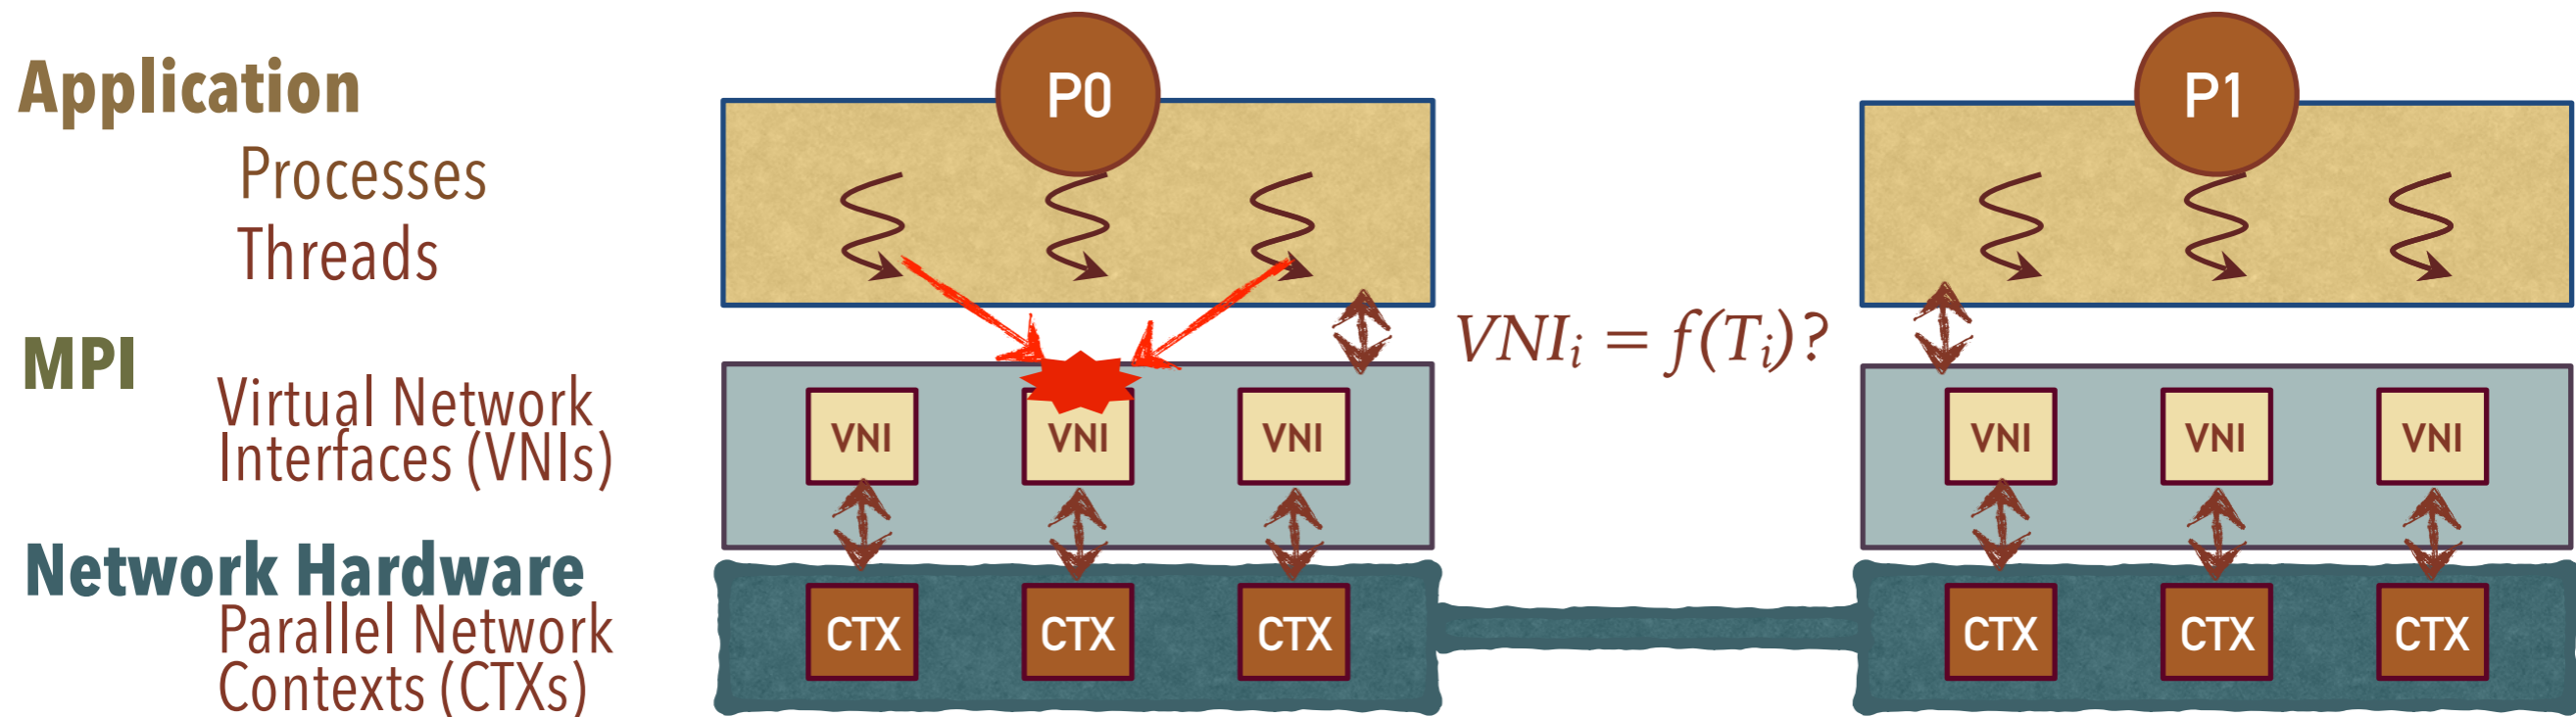 Application
Processes
Threads
MPI
Virtual Network
Interfaces (VNIs)
Network Hardware
Parallel Network
Contexts (CTXs)
P0
P1
VNIᵢ = f(Tᵢ)?
VNI VNI VNI
VNI VNI VNI
CTX CTX CTX
CTX CTX CTX